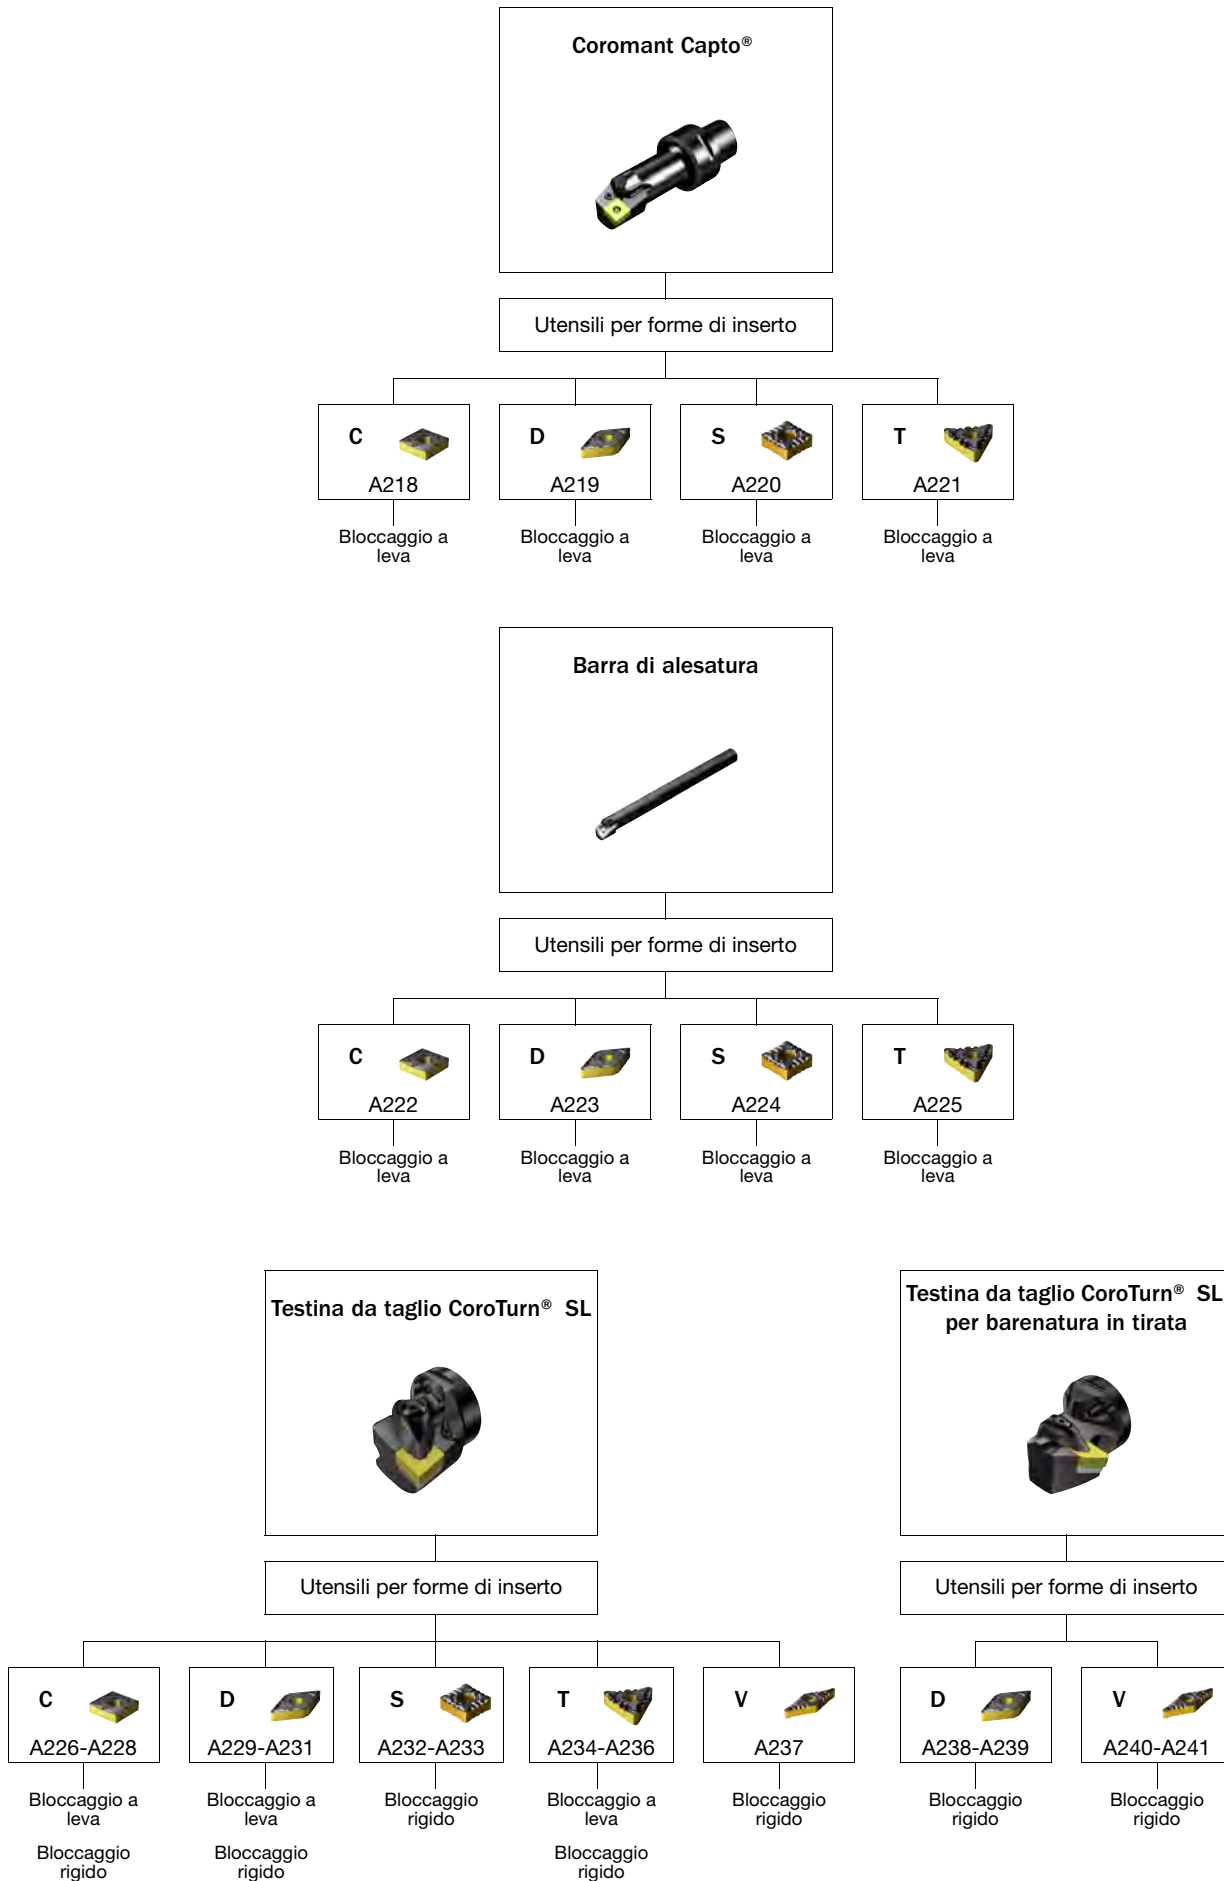 Coromant Capto®
Utensili per forme di inserto
C
D
S
T
A218
A219
A220
A221
Bloccaggio a
leva
Bloccaggio a
leva
Bloccaggio a
leva
Bloccaggio a
leva
Barra di alesatura
Utensili per forme di inserto
C
D
S
T
A222
A223
A224
A225
Bloccaggio a
leva
Bloccaggio a
leva
Bloccaggio a
leva
Bloccaggio a
leva
Testina da taglio CoroTurn® SL
Utensili per forme di inserto
C
D
S
T
V
A226-A228
A229-A231
A232-A233
A234-A236
A237
Bloccaggio a
leva
Bloccaggio
rigido
Bloccaggio a
leva
Bloccaggio
rigido
Bloccaggio
rigido
Bloccaggio a
leva
Bloccaggio
rigido
Bloccaggio
rigido
Testina da taglio CoroTurn® SL
per barenatura in tirata
Utensili per forme di inserto
D
V
A238-A239
A240-A241
Bloccaggio
rigido
Bloccaggio
rigido